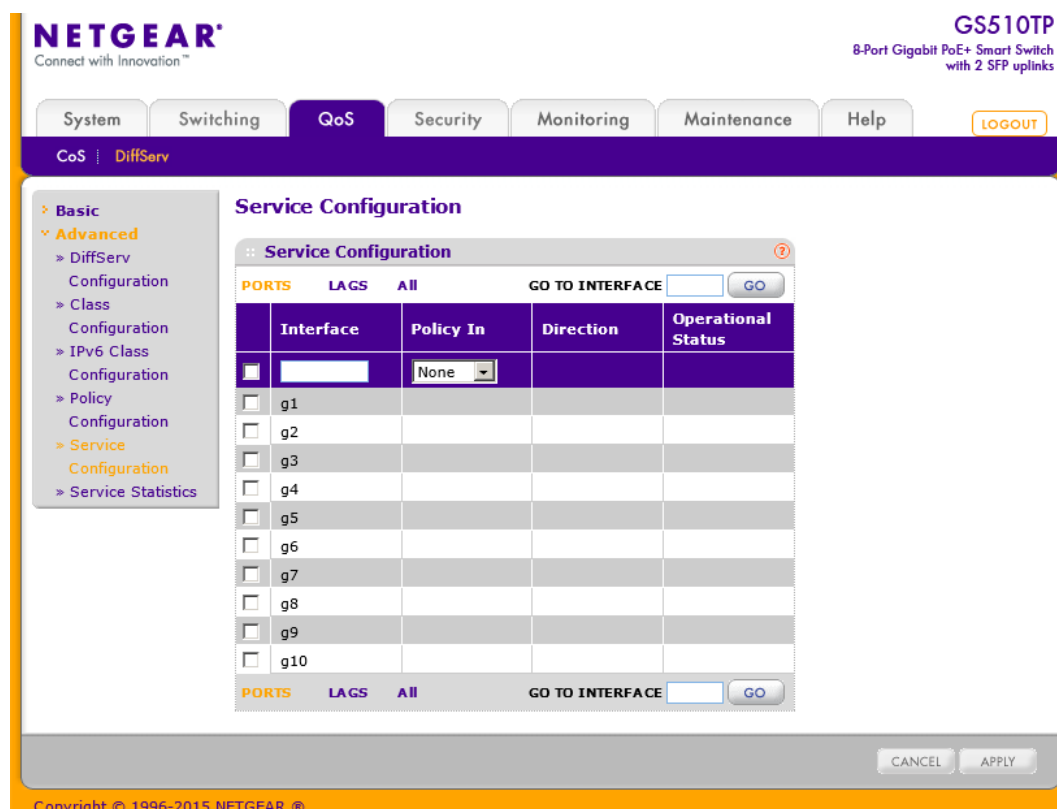 NETGEAR®
Connect with Innovation™
GS510TP
8-Port Gigabit PoE+ Smart Switch
with 2 SFP uplinks
System Switching QoS Security Monitoring Maintenance Help LOGOUT
CoS DiffServ
Basic
Advanced
» DiffServ
Configuration
» Class
Configuration
» IPv6 Class
Configuration
» Policy
Configuration
» Service
Configuration
» Service Statistics
Service Configuration
Service Configuration ?
PORTS LAGS All GO TO INTERFACE GO
Interface Policy In Direction Operational
Status
None
g1
g2
g3
g4
g5
g6
g7
g8
g9
g10
PORTS LAGS All GO TO INTERFACE GO
CANCEL APPLY
Copyright © 1996-2015 NETGEAR ®